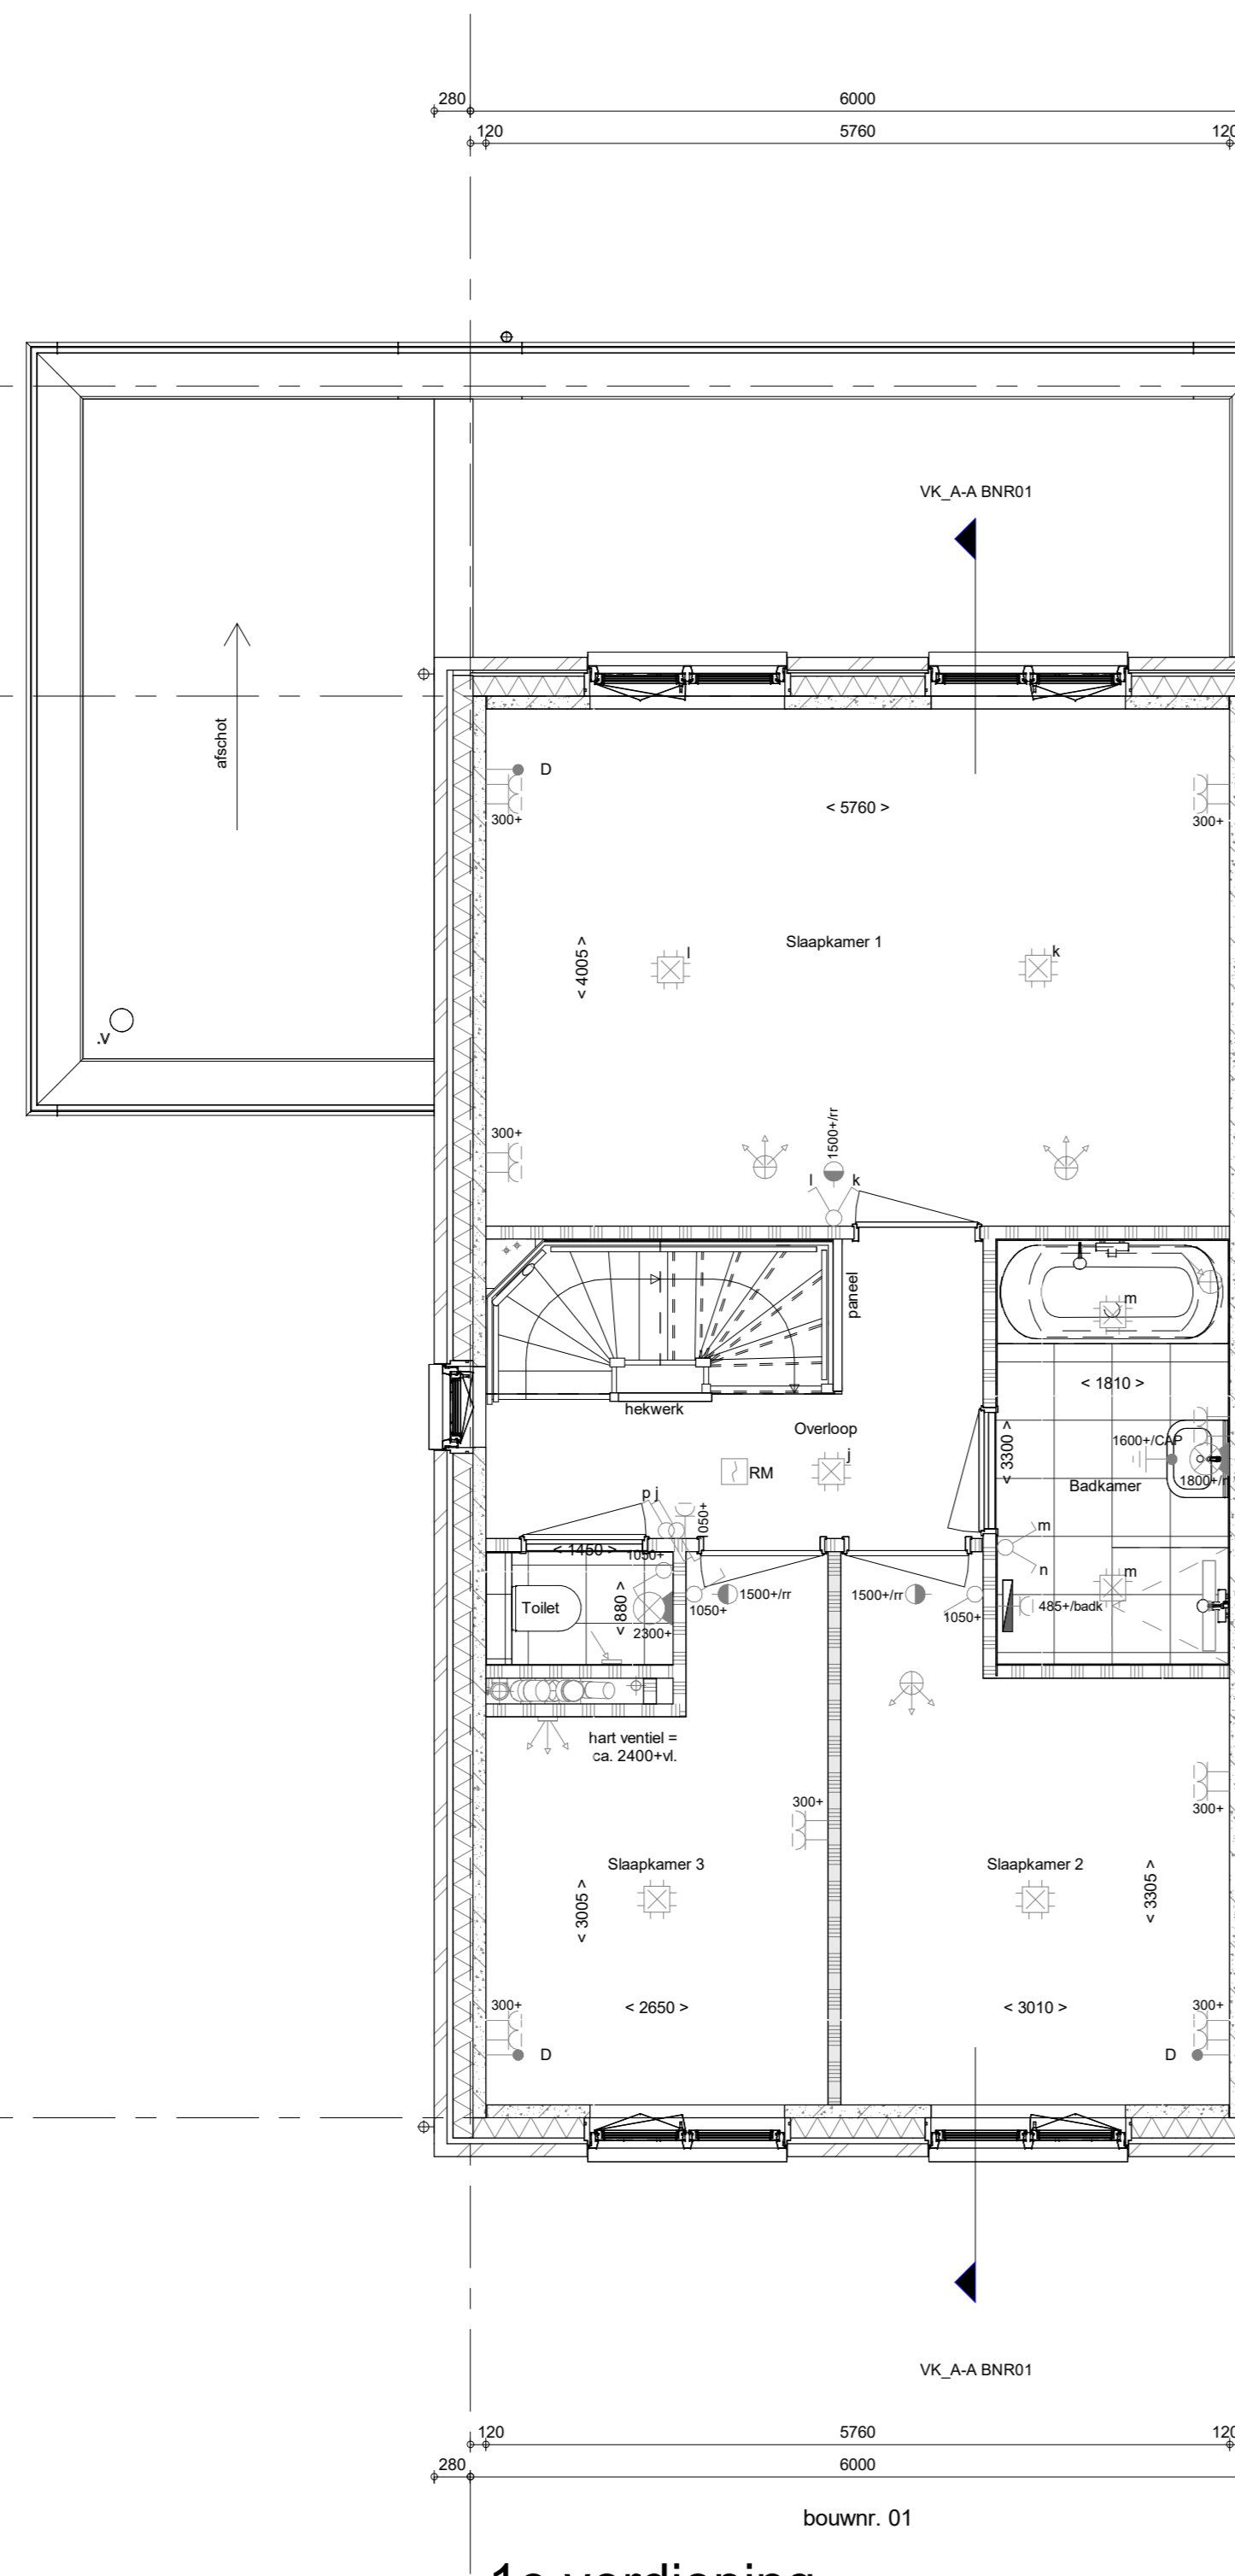 280 6000
120 5760 120
VK_A-A BNR01
afschot
D
< 5760 >
300+ 300+
Slaapkamer 1
< 4005 >
l k
.V
300+
1500+/rr
l k
paneel
m
< 1810 >
hekwerk
Overloop
< 3300 >
1600+/CAP
j
RM
Badkamer
p j
1050+
m
< 1450 > 1050+
n m
Toilet
< 880 >
1500+/rr 1500+/rr
485+/badk
1050+ 1050+
2300+
hart ventiel =
ca. 2400+vl.
300+ 300+
Slaapkamer 3 Slaapkamer 2
< 3005 > < 3305 >
300+ < 2650 > < 3010 > 300+
D D
VK_A-A BNR01
120 5760 120
280 6000
bouwnr. 01